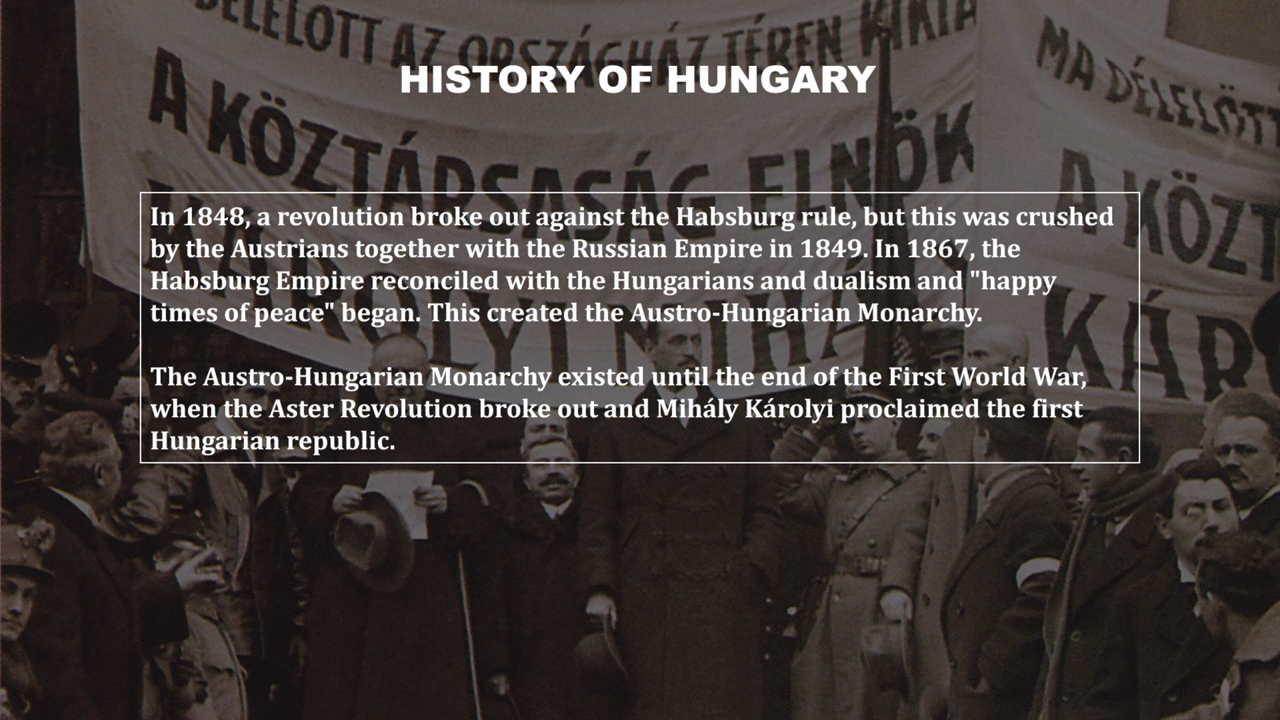 DÉLELŐTT AZ ORSZÁGHÁZ TÉREN KIKIÁ
MA DÉLELŐTT
HISTORY OF HUNGARY
A KÖZTÁRSASÁG ELNÖK
A KÖZT
In 1848, a revolution broke out against the Habsburg rule, but this was crushed
by the Austrians together with the Russian Empire in 1849. In 1867, the
Habsburg Empire reconciled with the Hungarians and dualism and "happy
times of peace" began. This created the Austro-Hungarian Monarchy.
KÁR
The Austro-Hungarian Monarchy existed until the end of the First World War,
when the Aster Revolution broke out and Mihály Károlyi proclaimed the first
Hungarian republic.